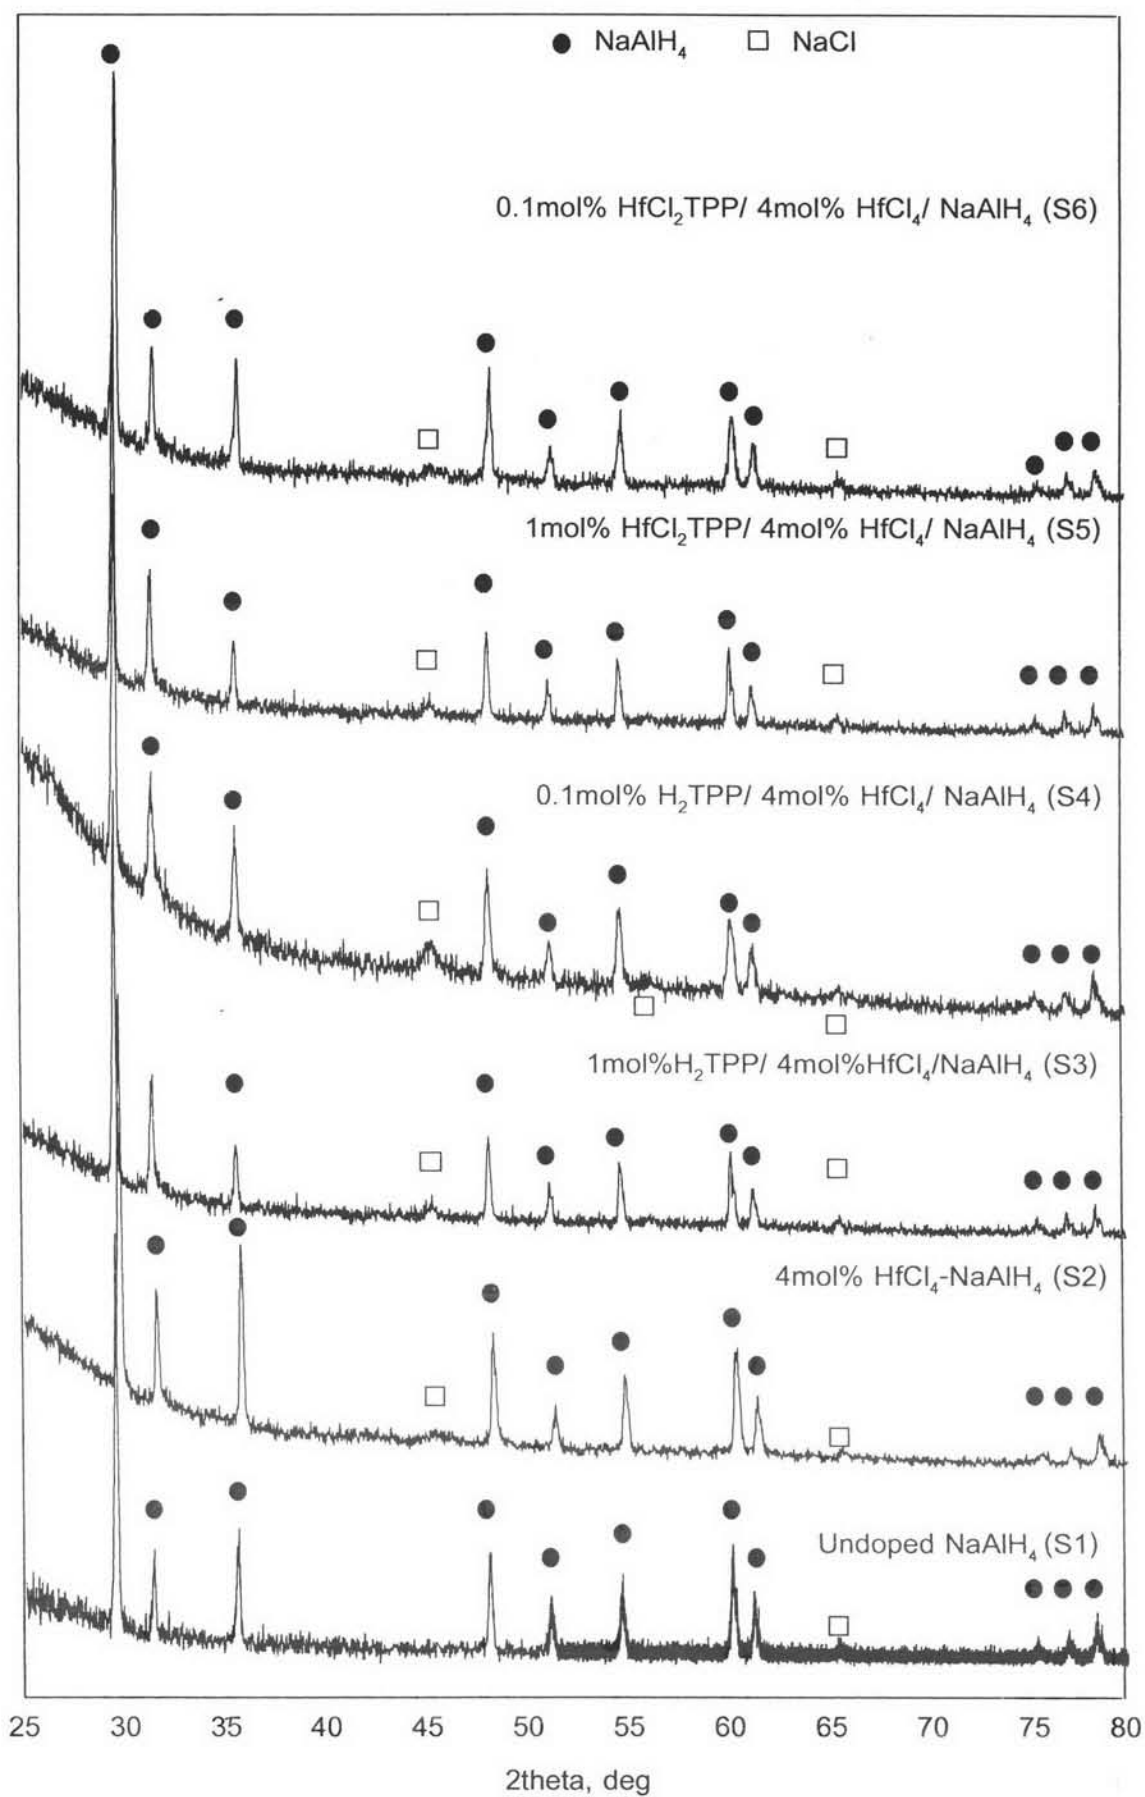 NaAlH₄ NaCl
0.1mol% HfCl₂TPP/ 4mol% HfCl₄/ NaAlH₄ (S6)
1mol% HfCl₂TPP/ 4mol% HfCl₄/ NaAlH₄ (S5)
0.1mol% H₂TPP/ 4mol% HfCl₄/ NaAlH₄ (S4)
1mol%H₂TPP/ 4mol%HfCl₄/NaAlH₄ (S3)
4mol% HfCl₄-NaAlH₄ (S2)
Undoped NaAlH₄ (S1)
25 30 35 40 45 50 55 60 65 70 75 80
2theta, deg